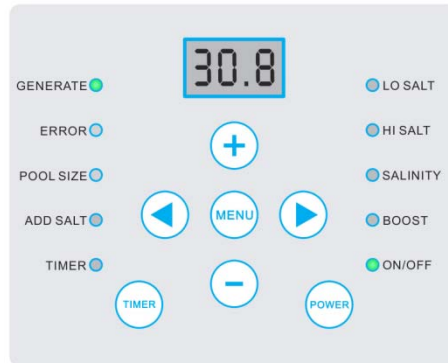 30.8
GENERATE
LO SALT
ERROR
HI SALT
+
POOL SIZE
SALINITY
MENU
ADD SALT
BOOST
TIMER
ON/OFF
−
TIMER
POWER